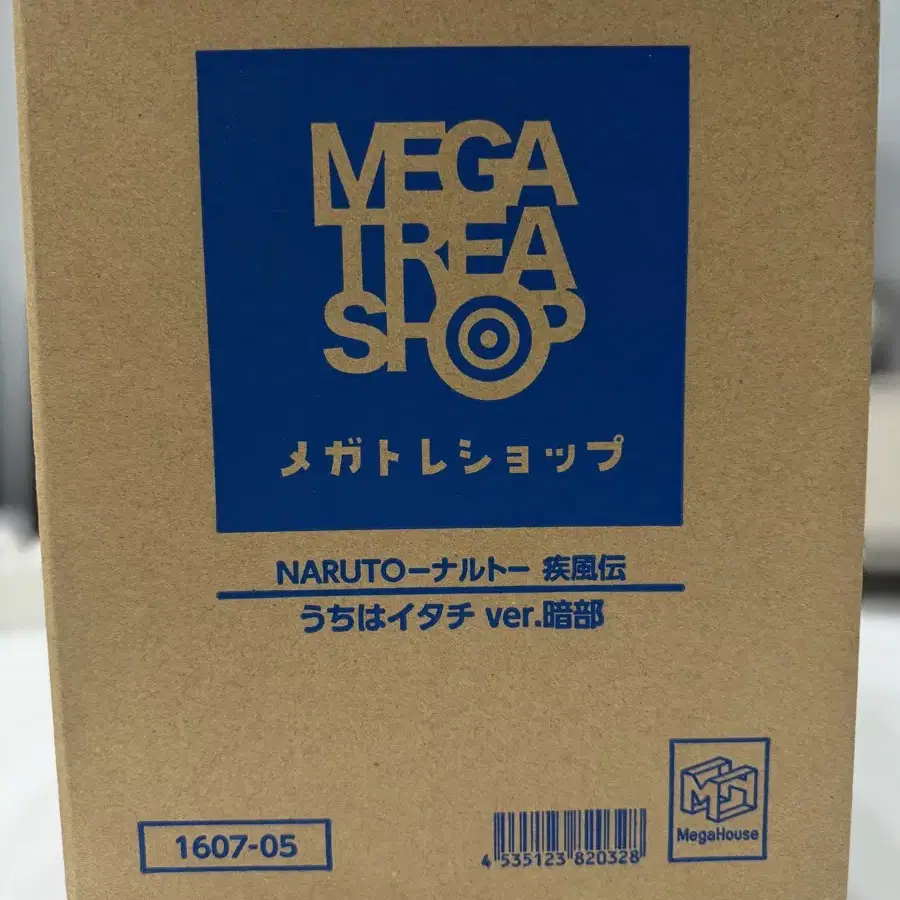 MEGA
TREA
SHOP
メガトレショップ
NARUTOーナルトー 疾風伝
うちはイタチ ver.暗部
1607-05
4 535123 820328
MH
MegaHouse